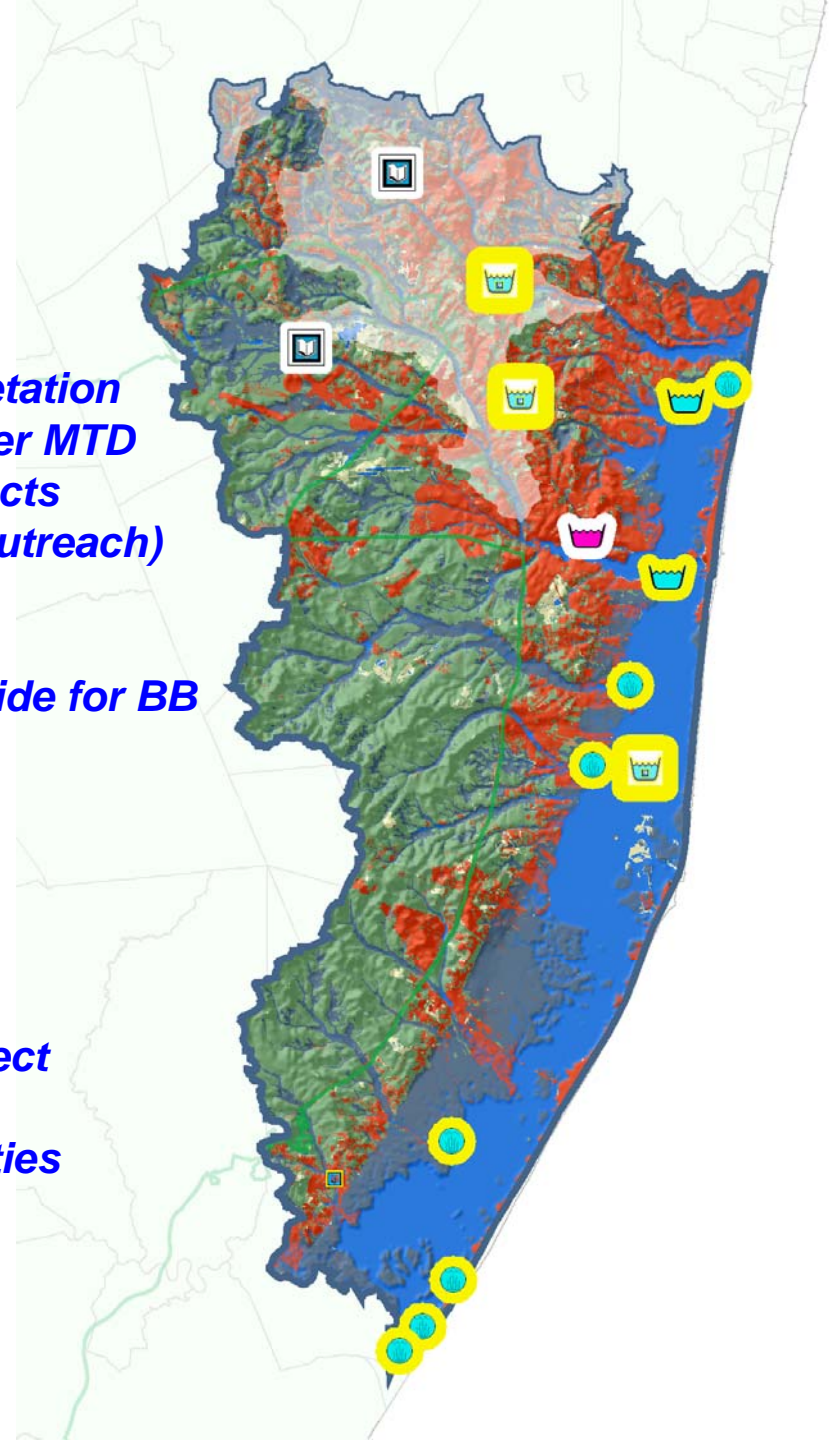 etation
er MTD
cts
utreach)
ide for BB
ect
ties